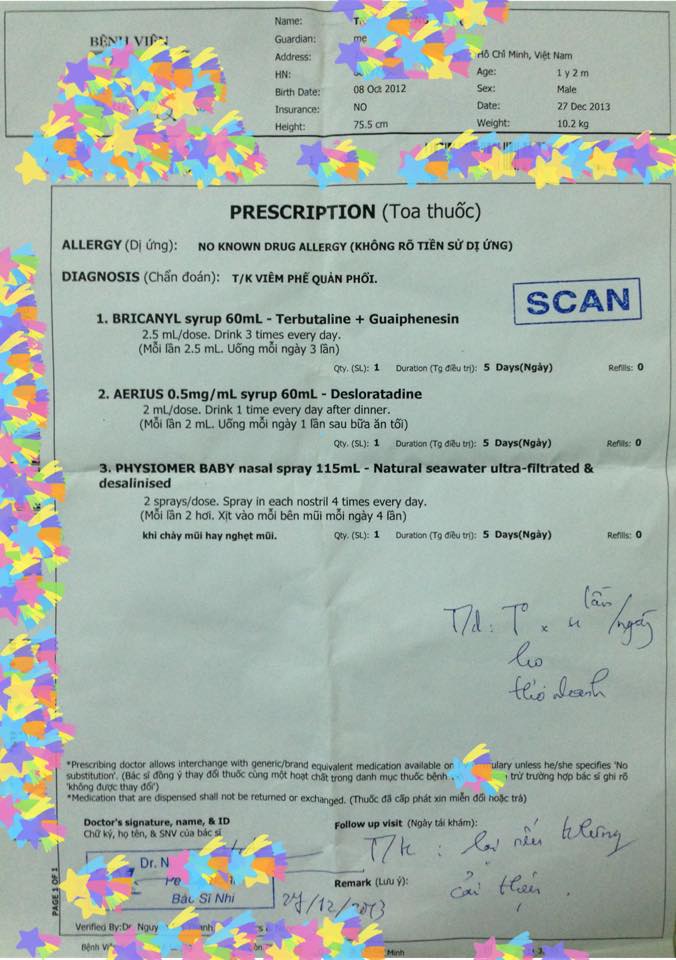 BỆNH VIỆN
Name:
Guardian: mẹ
Address: Hồ Chí Minh, Việt Nam
HN: Age: 1 y 2 m
Birth Date: 08 Oct 2012 Sex: Male
Insurance: NO Date: 27 Dec 2013
Height: 75.5 cm Weight: 10.2 kg
PRESCRIPTION (Toa thuốc)
ALLERGY (Dị ứng): NO KNOWN DRUG ALLERGY (KHÔNG RÕ TIỀN SỬ DỊ ỨNG)
DIAGNOSIS (Chẩn đoán): T/K VIÊM PHẾ QUẢN PHỔI.
SCAN
1. BRICANYL syrup 60mL - Terbutaline + Guaiphenesin
2.5 mL/dose. Drink 3 times every day.
(Mỗi lần 2.5 mL. Uống mỗi ngày 3 lần)
Qty. (SL): 1 Duration (Tg điều trị): 5 Days(Ngày) Refills: 0
2. AERIUS 0.5mg/mL syrup 60mL - Desloratadine
2 mL/dose. Drink 1 time every day after dinner.
(Mỗi lần 2 mL. Uống mỗi ngày 1 lần sau bữa ăn tối)
Qty. (SL): 1 Duration (Tg điều trị): 5 Days(Ngày) Refills: 0
3. PHYSIOMER BABY nasal spray 115mL - Natural seawater ultra-filtrated &
desalinised
2 sprays/dose. Spray in each nostril 4 times every day.
(Mỗi lần 2 hơi. Xịt vào mỗi bên mũi mỗi ngày 4 lần)
khi chảy mũi hay nghẹt mũi. Qty. (SL): 1 Duration (Tg điều trị): 5 Days(Ngày) Refills: 0
T/d: T° x 4 lần/ngày
ho
thở nhanh
*Prescribing doctor allows interchange with generic/brand equivalent medication available on unless he/she specifies 'No
substitution'. (Bác sĩ đồng ý thay đổi thuốc cùng một hoạt chất trong danh mục thuốc bệnh trừ trường hợp bác sĩ ghi rõ
'không được thay đổi')
*Medication that are dispensed shall not be returned or exchanged. (Thuốc đã cấp phát xin miễn đổi hoặc trả)
Doctor's signature, name, & ID Follow up visit (Ngày tái khám):
Chữ ký, họ tên, & SNV của bác sĩ
T/k : lại nếu không
cải thiện.
Dr. N
Bác Sĩ Nhi
Remark (Lưu ý):
27/12/2013
PAGE 1 OF 1
Verified By:Dr. Nguy
Bệnh Viện Minh